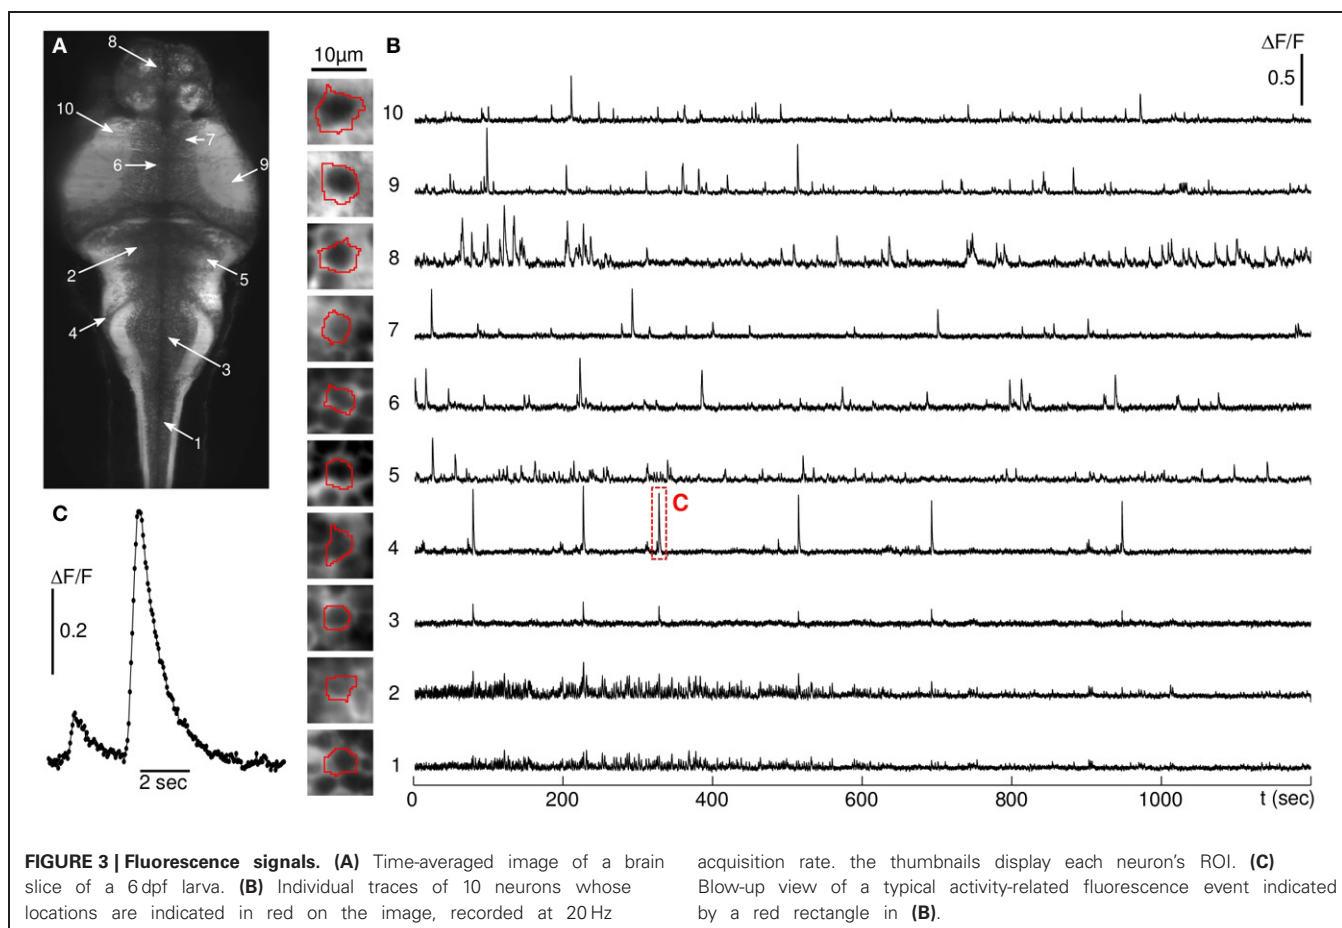 A
8
10
7
6
9
2
5
4
3
1
B
10µm
ΔF/F
0.5
10
9
8
7
6
5
4
3
2
1
C
0 200 400 600 800 1000 t (sec)
C
ΔF/F
0.2
2 sec
FIGURE 3 | Fluorescence signals. (A) Time-averaged image of a brain
slice of a 6 dpf larva. (B) Individual traces of 10 neurons whose
locations are indicated in red on the image, recorded at 20 Hz
acquisition rate. the thumbnails display each neuron's ROI. (C)
Blow-up view of a typical activity-related fluorescence event indicated
by a red rectangle in (B).